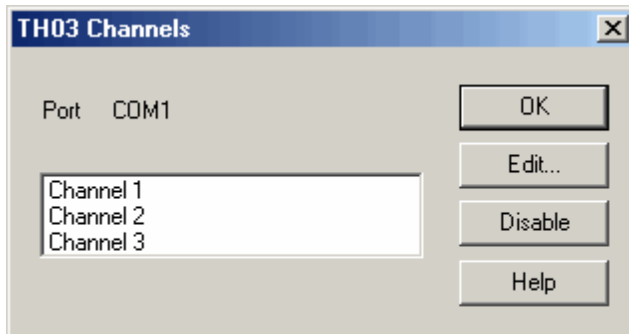 TH03 Channels
Port COM1
Channel 1
Channel 2
Channel 3
OK
Edit...
Disable
Help